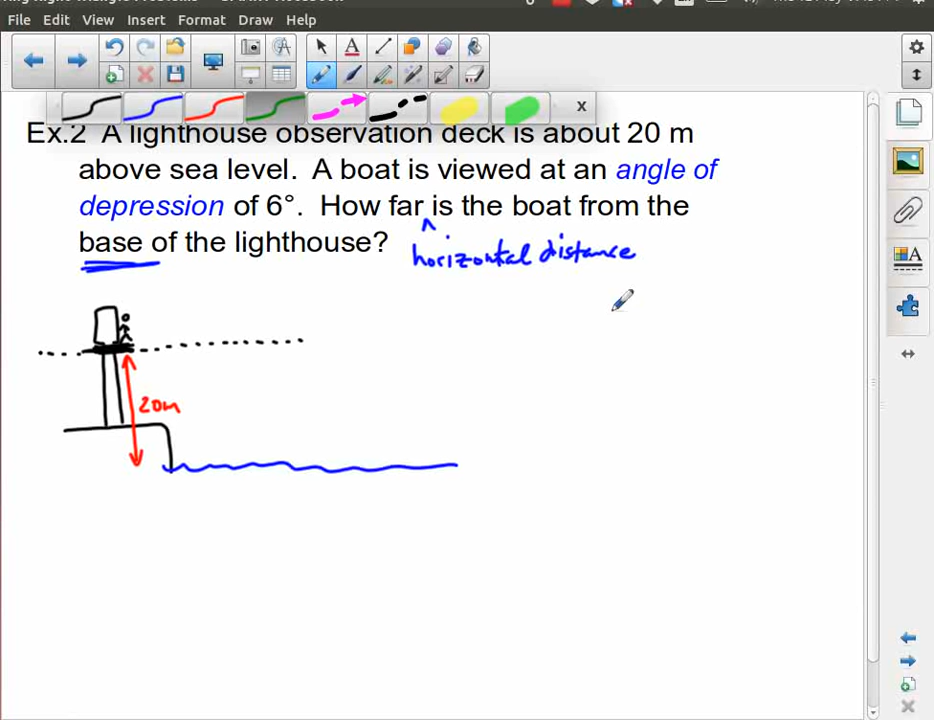 File Edit View Insert Format Draw Help
Ex.2 A lighthouse observation deck is about 20 m
above sea level. A boat is viewed at an angle of
depression of 6°. How far is the boat from the
base of the lighthouse?
^
horizontal distance
20m